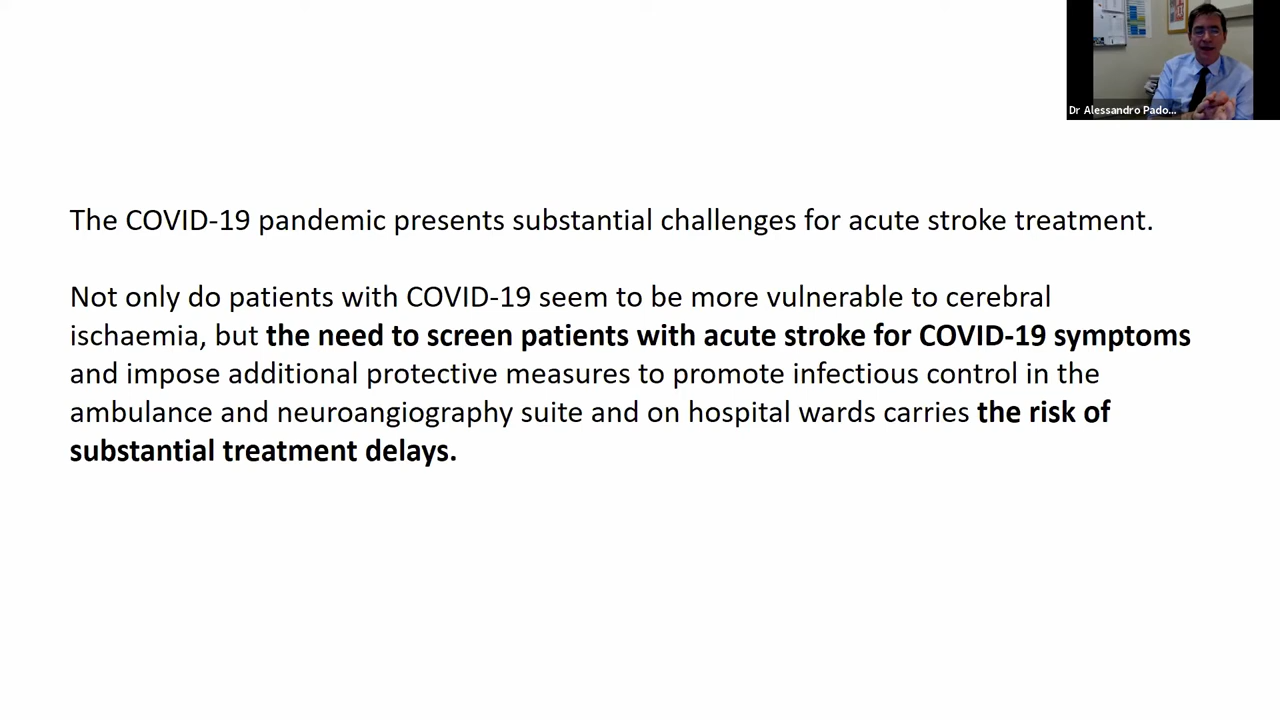 Dr Alessandro Pado...
The COVID-19 pandemic presents substantial challenges for acute stroke treatment.
Not only do patients with COVID-19 seem to be more vulnerable to cerebral
ischaemia, but the need to screen patients with acute stroke for COVID-19 symptoms
and impose additional protective measures to promote infectious control in the
ambulance and neuroangiography suite and on hospital wards carries the risk of
substantial treatment delays.